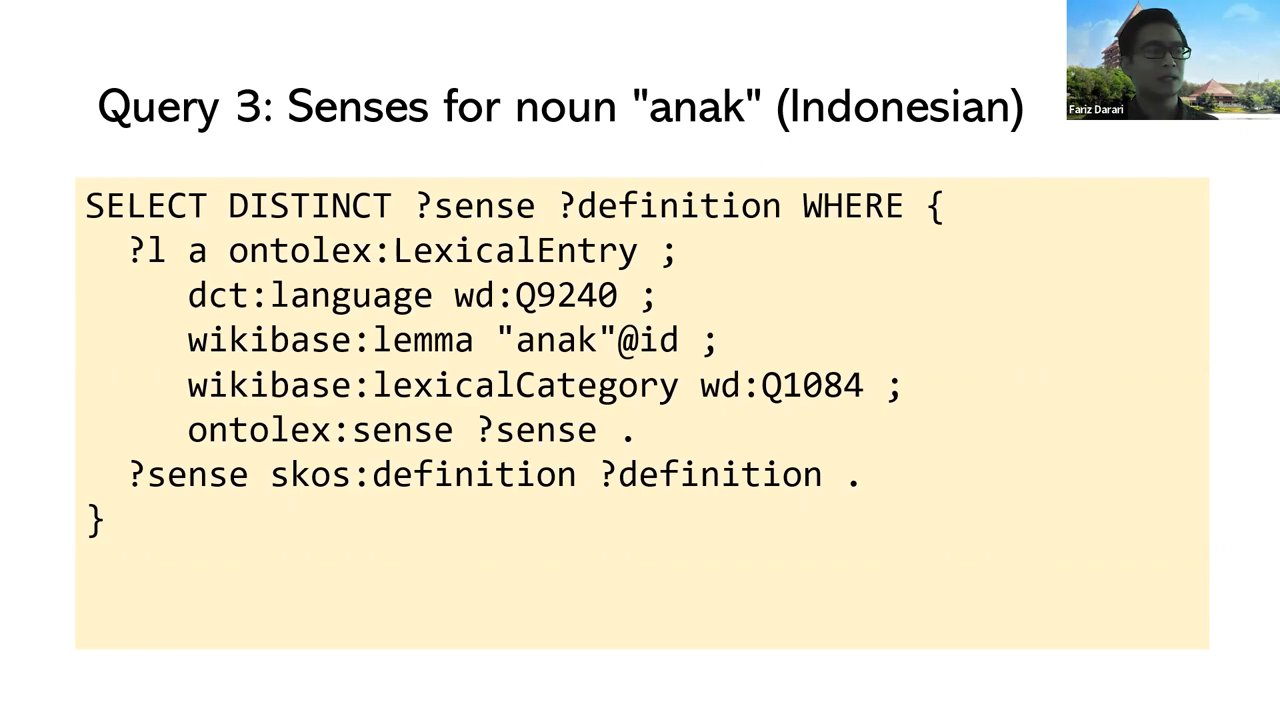 Query 3: Senses for noun "anak" (Indonesian)
Fariz Darari
SELECT DISTINCT ?sense ?definition WHERE {
?l a ontolex:LexicalEntry ;
dct:language wd:Q9240 ;
wikibase:lemma "anak"@id ;
wikibase:lexicalCategory wd:Q1084 ;
ontolex:sense ?sense .
?sense skos:definition ?definition .
}